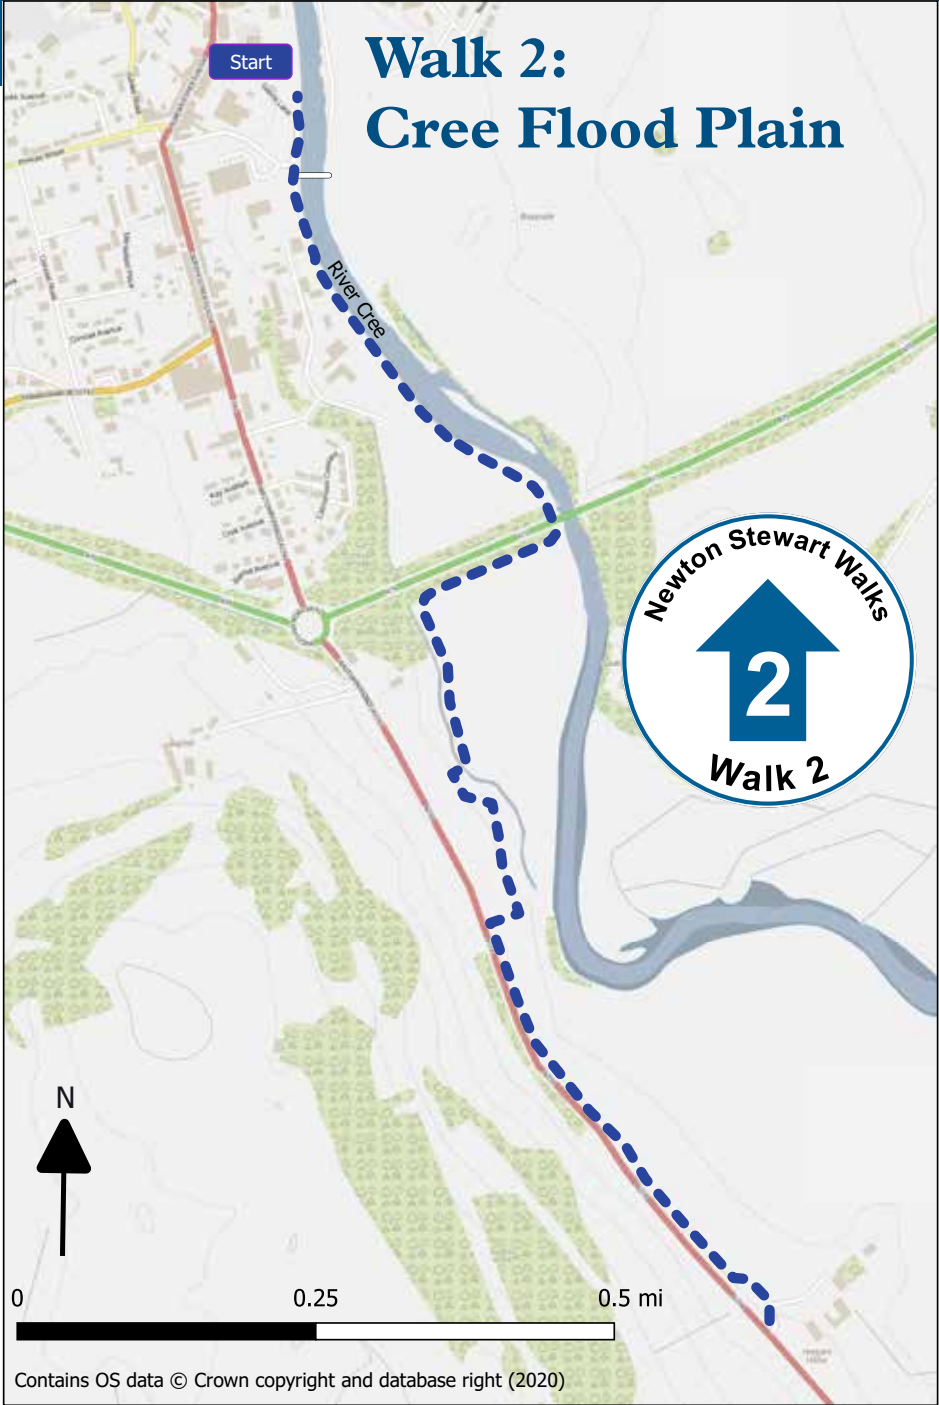 Start
Walk 2:
Cree Flood Plain
River Cree
Newton Stewart Walks
2
Walk 2
N
0 0.25 0.5 mi
Contains OS data © Crown copyright and database right (2020)